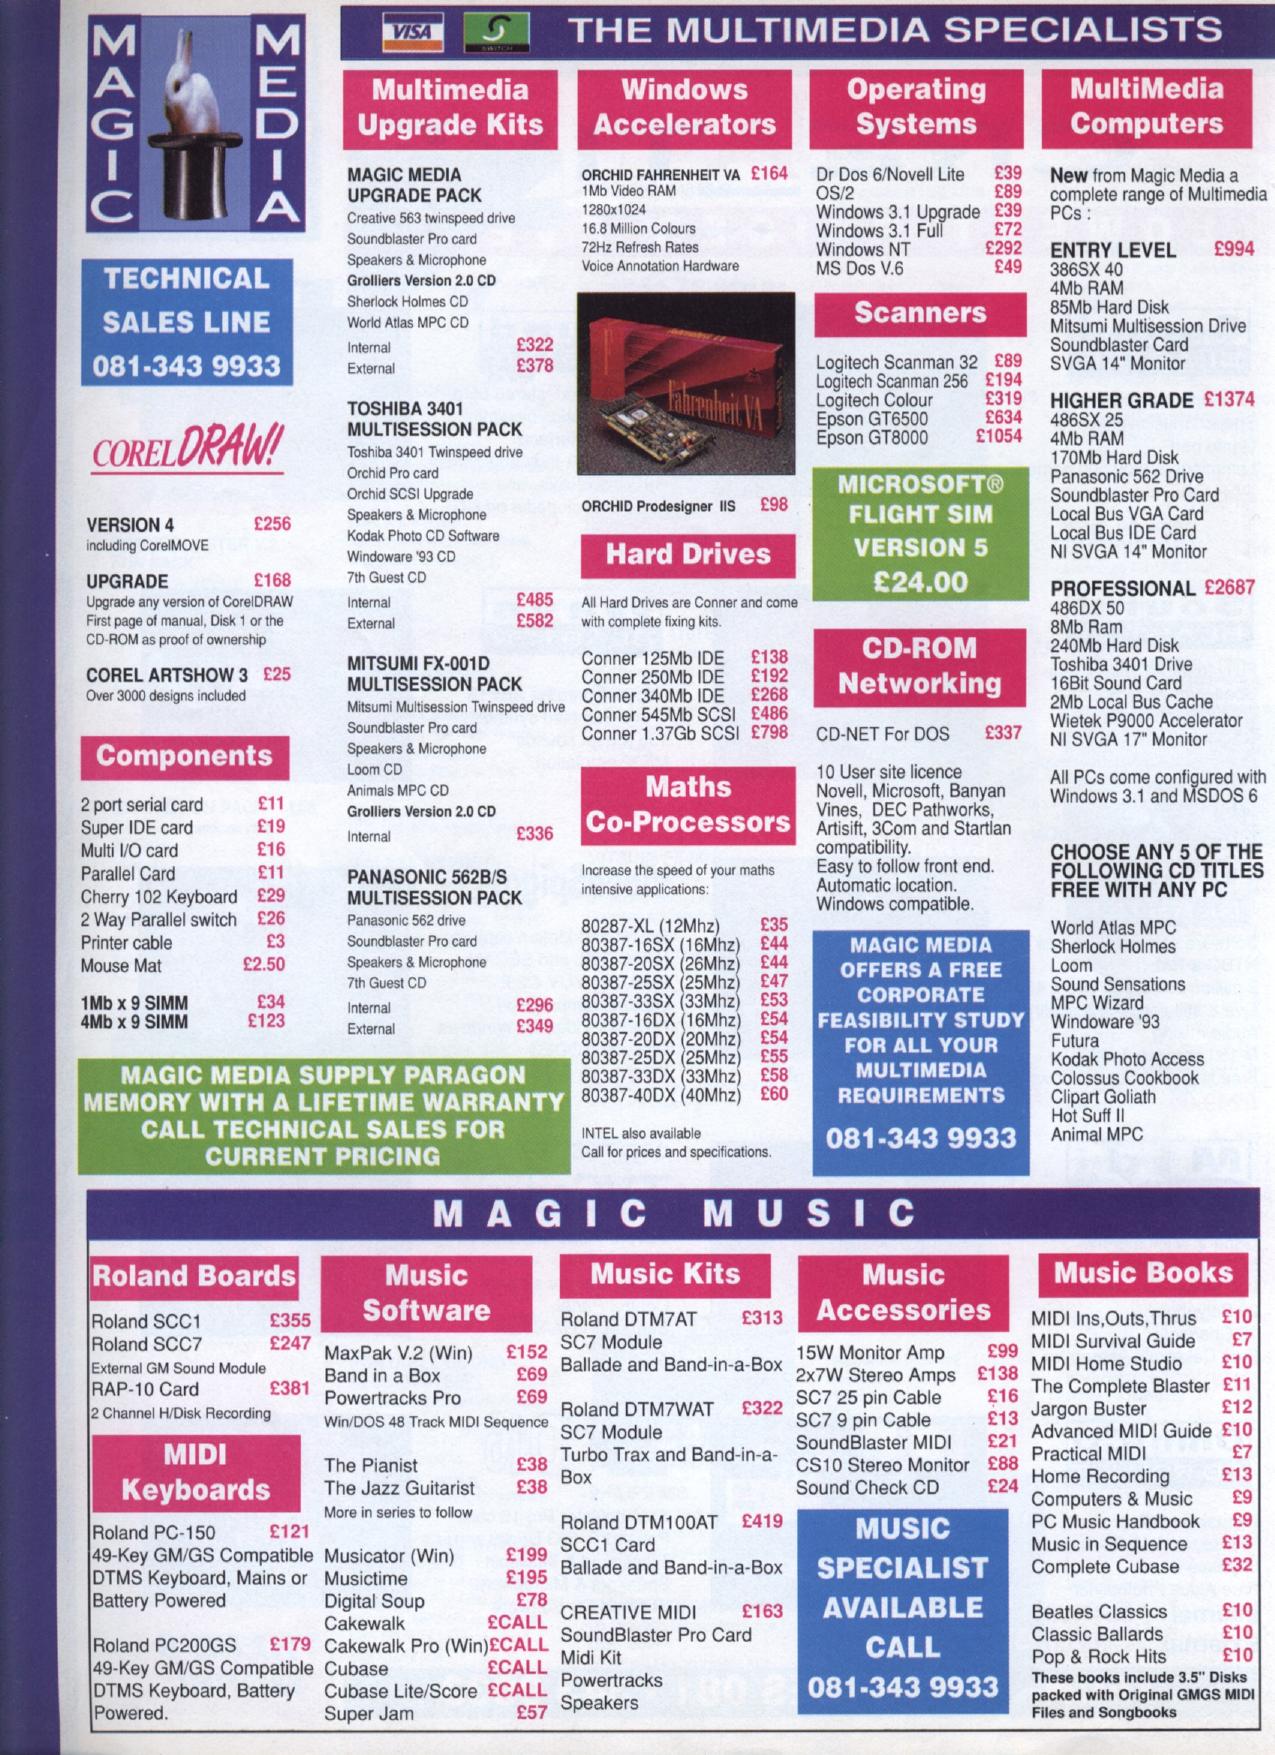 MAGIC
MEDIA
VISA
SWITCH
THE MULTIMEDIA SPECIALISTS
TECHNICAL
SALES LINE
081-343 9933
CORELDRAW!
VERSION 4 £256
including CorelMOVE
UPGRADE £168
Upgrade any version of CorelDRAW
First page of manual, Disk 1 or the
CD-ROM as proof of ownership
COREL ARTSHOW 3 £25
Over 3000 designs included
Components
2 port serial card £11
Super IDE card £19
Multi I/O card £16
Parallel Card £11
Cherry 102 Keyboard £29
2 Way Parallel switch £26
Printer cable £3
Mouse Mat £2.50
1Mb x 9 SIMM £34
4Mb x 9 SIMM £123
Multimedia
Upgrade Kits
MAGIC MEDIA
UPGRADE PACK
Creative 563 twinspeed drive
Soundblaster Pro card
Speakers & Microphone
Grolliers Version 2.0 CD
Sherlock Holmes CD
World Atlas MPC CD
Internal £322
External £378
TOSHIBA 3401
MULTISESSION PACK
Toshiba 3401 Twinspeed drive
Orchid Pro card
Orchid SCSI Upgrade
Speakers & Microphone
Kodak Photo CD Software
Windoware '93 CD
7th Guest CD
Internal £485
External £582
MITSUMI FX-001D
MULTISESSION PACK
Mitsumi Multisession Twinspeed drive
Soundblaster Pro card
Speakers & Microphone
Loom CD
Animals MPC CD
Grolliers Version 2.0 CD
Internal £336
PANASONIC 562B/S
MULTISESSION PACK
Panasonic 562 drive
Soundblaster Pro card
Speakers & Microphone
7th Guest CD
Internal £296
External £349
MAGIC MEDIA SUPPLY PARAGON
MEMORY WITH A LIFETIME WARRANTY
CALL TECHNICAL SALES FOR
CURRENT PRICING
Windows
Accelerators
ORCHID FAHRENHEIT VA £164
1Mb Video RAM
1280x1024
16.8 Million Colours
72Hz Refresh Rates
Voice Annotation Hardware
Fahrenheit VA
ORCHID Prodesigner IIS £98
Hard Drives
All Hard Drives are Conner and come
with complete fixing kits.
Conner 125Mb IDE £138
Conner 250Mb IDE £192
Conner 340Mb IDE £268
Conner 545Mb SCSI £486
Conner 1.37Gb SCSI £798
Maths
Co-Processors
Increase the speed of your maths
intensive applications:
80287-XL (12Mhz) £35
80387-16SX (16Mhz) £44
80387-20SX (26Mhz) £44
80387-25SX (25Mhz) £47
80387-33SX (33Mhz) £53
80387-16DX (16Mhz) £54
80387-20DX (20Mhz) £54
80387-25DX (25Mhz) £55
80387-33DX (33Mhz) £58
80387-40DX (40Mhz) £60
INTEL also available
Call for prices and specifications.
Operating
Systems
Dr Dos 6/Novell Lite £39
OS/2 £89
Windows 3.1 Upgrade £39
Windows 3.1 Full £72
Windows NT £292
MS Dos V.6 £49
Scanners
Logitech Scanman 32 £89
Logitech Scanman 256 £194
Logitech Colour £319
Epson GT6500 £634
Epson GT8000 £1054
MICROSOFT®
FLIGHT SIM
VERSION 5
£24.00
CD-ROM
Networking
CD-NET For DOS £337
10 User site licence
Novell, Microsoft, Banyan
Vines, DEC Pathworks,
Artisift, 3Com and Startlan
compatibility.
Easy to follow front end.
Automatic location.
Windows compatible.
MAGIC MEDIA
OFFERS A FREE
CORPORATE
FEASIBILITY STUDY
FOR ALL YOUR
MULTIMEDIA
REQUIREMENTS
081-343 9933
MultiMedia
Computers
New from Magic Media a
complete range of Multimedia
PCs :
ENTRY LEVEL £994
386SX 40
4Mb RAM
85Mb Hard Disk
Mitsumi Multisession Drive
Soundblaster Card
SVGA 14" Monitor
HIGHER GRADE £1374
486SX 25
4Mb RAM
170Mb Hard Disk
Panasonic 562 Drive
Soundblaster Pro Card
Local Bus VGA Card
Local Bus IDE Card
NI SVGA 14" Monitor
PROFESSIONAL £2687
486DX 50
8Mb Ram
240Mb Hard Disk
Toshiba 3401 Drive
16Bit Sound Card
2Mb Local Bus Cache
Wietek P9000 Accelerator
NI SVGA 17" Monitor
All PCs come configured with
Windows 3.1 and MSDOS 6
CHOOSE ANY 5 OF THE
FOLLOWING CD TITLES
FREE WITH ANY PC
World Atlas MPC
Sherlock Holmes
Loom
Sound Sensations
MPC Wizard
Windoware '93
Futura
Kodak Photo Access
Colossus Cookbook
Clipart Goliath
Hot Suff II
Animal MPC
MAGIC MUSIC
Roland Boards
Roland SCC1 £355
Roland SCC7 £247
External GM Sound Module
RAP-10 Card £381
2 Channel H/Disk Recording
MIDI
Keyboards
Roland PC-150 £121
49-Key GM/GS Compatible
DTMS Keyboard, Mains or
Battery Powered
Roland PC200GS £179
49-Key GM/GS Compatible
DTMS Keyboard, Battery
Powered.
Music
Software
MaxPak V.2 (Win) £152
Band in a Box £69
Powertracks Pro £69
Win/DOS 48 Track MIDI Sequence
The Pianist £38
The Jazz Guitarist £38
More in series to follow
Musicator (Win) £199
Musictime £195
Digital Soup £78
Cakewalk £CALL
Cakewalk Pro (Win) £CALL
Cubase £CALL
Cubase Lite/Score £CALL
Super Jam £57
Music Kits
Roland DTM7AT £313
SC7 Module
Ballade and Band-in-a-Box
Roland DTM7WAT £322
SC7 Module
Turbo Trax and Band-in-a-
Box
Roland DTM100AT £419
SCC1 Card
Ballade and Band-in-a-Box
CREATIVE MIDI £163
SoundBlaster Pro Card
Midi Kit
Powertracks
Speakers
Music
Accessories
15W Monitor Amp £99
2x7W Stereo Amps £138
SC7 25 pin Cable £16
SC7 9 pin Cable £13
SoundBlaster MIDI £21
CS10 Stereo Monitor £88
Sound Check CD £24
MUSIC
SPECIALIST
AVAILABLE
CALL
081-343 9933
Music Books
MIDI Ins,Outs,Thrus £10
MIDI Survival Guide £7
MIDI Home Studio £10
The Complete Blaster £11
Jargon Buster £12
Advanced MIDI Guide £10
Practical MIDI £7
Home Recording £13
Computers & Music £9
PC Music Handbook £9
Music in Sequence £13
Complete Cubase £32
Beatles Classics £10
Classic Ballards £10
Pop & Rock Hits £10
These books include 3.5" Disks
packed with Original GMGS MIDI
Files and Songbooks